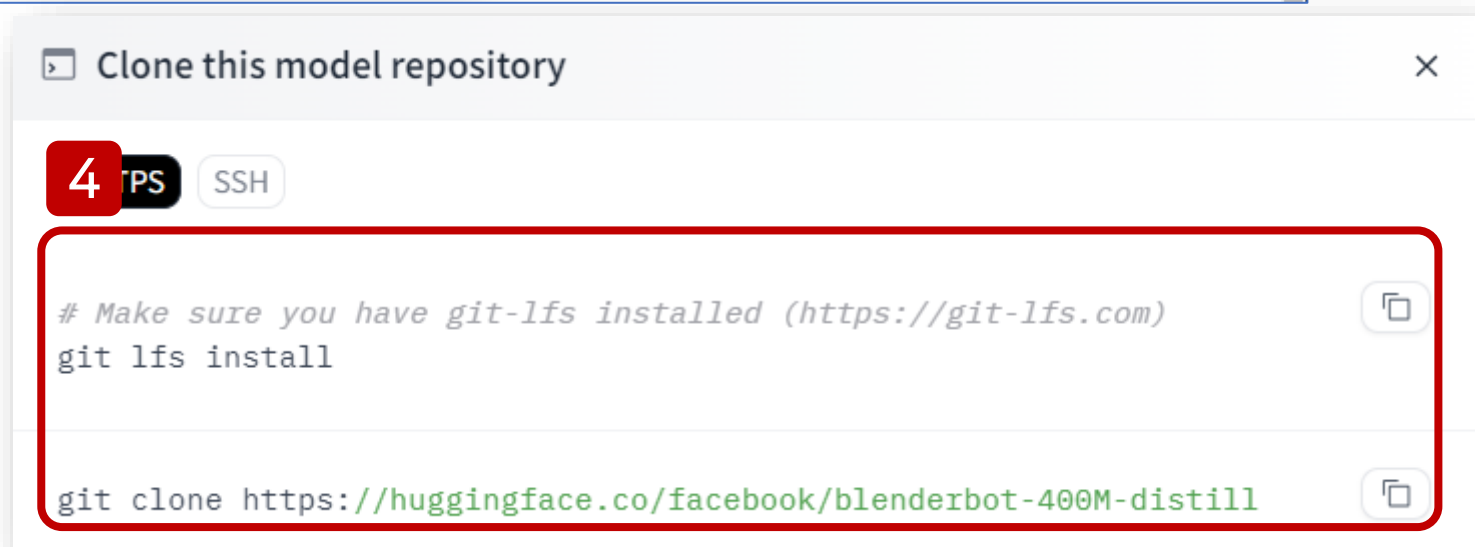 Clone this model repository
4 TPS SSH
# Make sure you have git-lfs installed (https://git-lfs.com)
git lfs install
git clone https://huggingface.co/facebook/blenderbot-400M-distill